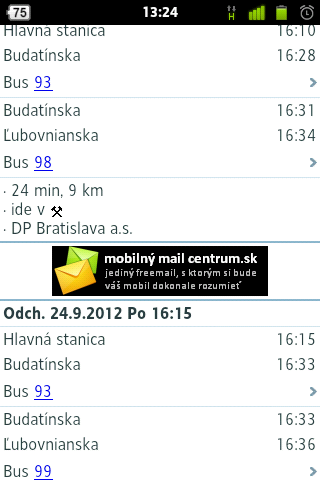 75 13:24 H
Hlavná stanica 16:10
Budatínska 16:28
Bus 93
Budatínska 16:31
Ľubovnianska 16:34
Bus 98
· 24 min, 9 km
· ide v ⚒
· DP Bratislava a.s.
mobilný mail centrum.sk
jediný freemail, s ktorým si bude
váš mobil dokonale rozumieť
Odch. 24.9.2012 Po 16:15
Hlavná stanica 16:15
Budatínska 16:33
Bus 93
Budatínska 16:33
Ľubovnianska 16:36
Bus 99